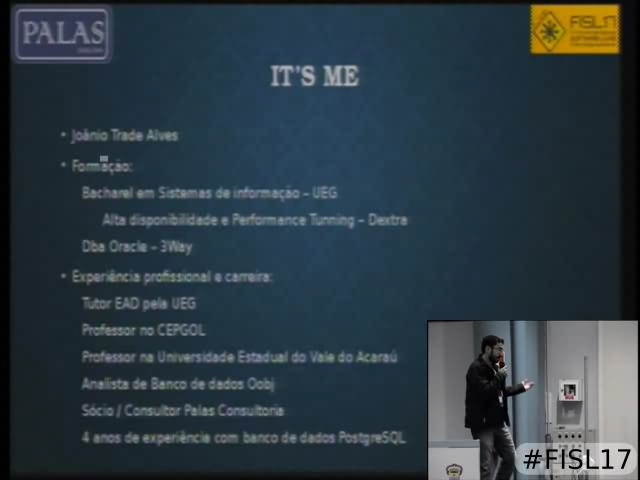 PALAS
FISL17
IT'S ME
• Joânio Trade Alves
• Formação:
Bacharel em Sistemas de informação – UEG
Alta disponibilidade e Performance Tunning – Dextra
Dba Oracle – 3Way
• Experiência profissional e carreira:
Tutor EAD pela UEG
Professor no CEPGOL
Professor na Universidade Estadual do Vale do Acaraú
Analista de Banco de dados Oobj
Sócio / Consultor Palas Consultoria
4 anos de experiência com banco de dados PostgreSQL
#FISL17